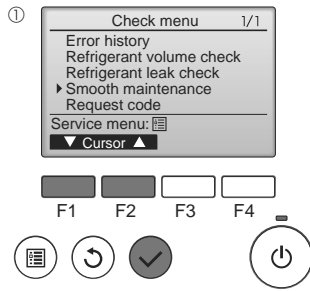 ①
Check menu 1/1
Error history
Refrigerant volume check
Refrigerant leak check
Smooth maintenance
Request code
Service menu:
▼ Cursor ▲
F1 F2 F3 F4